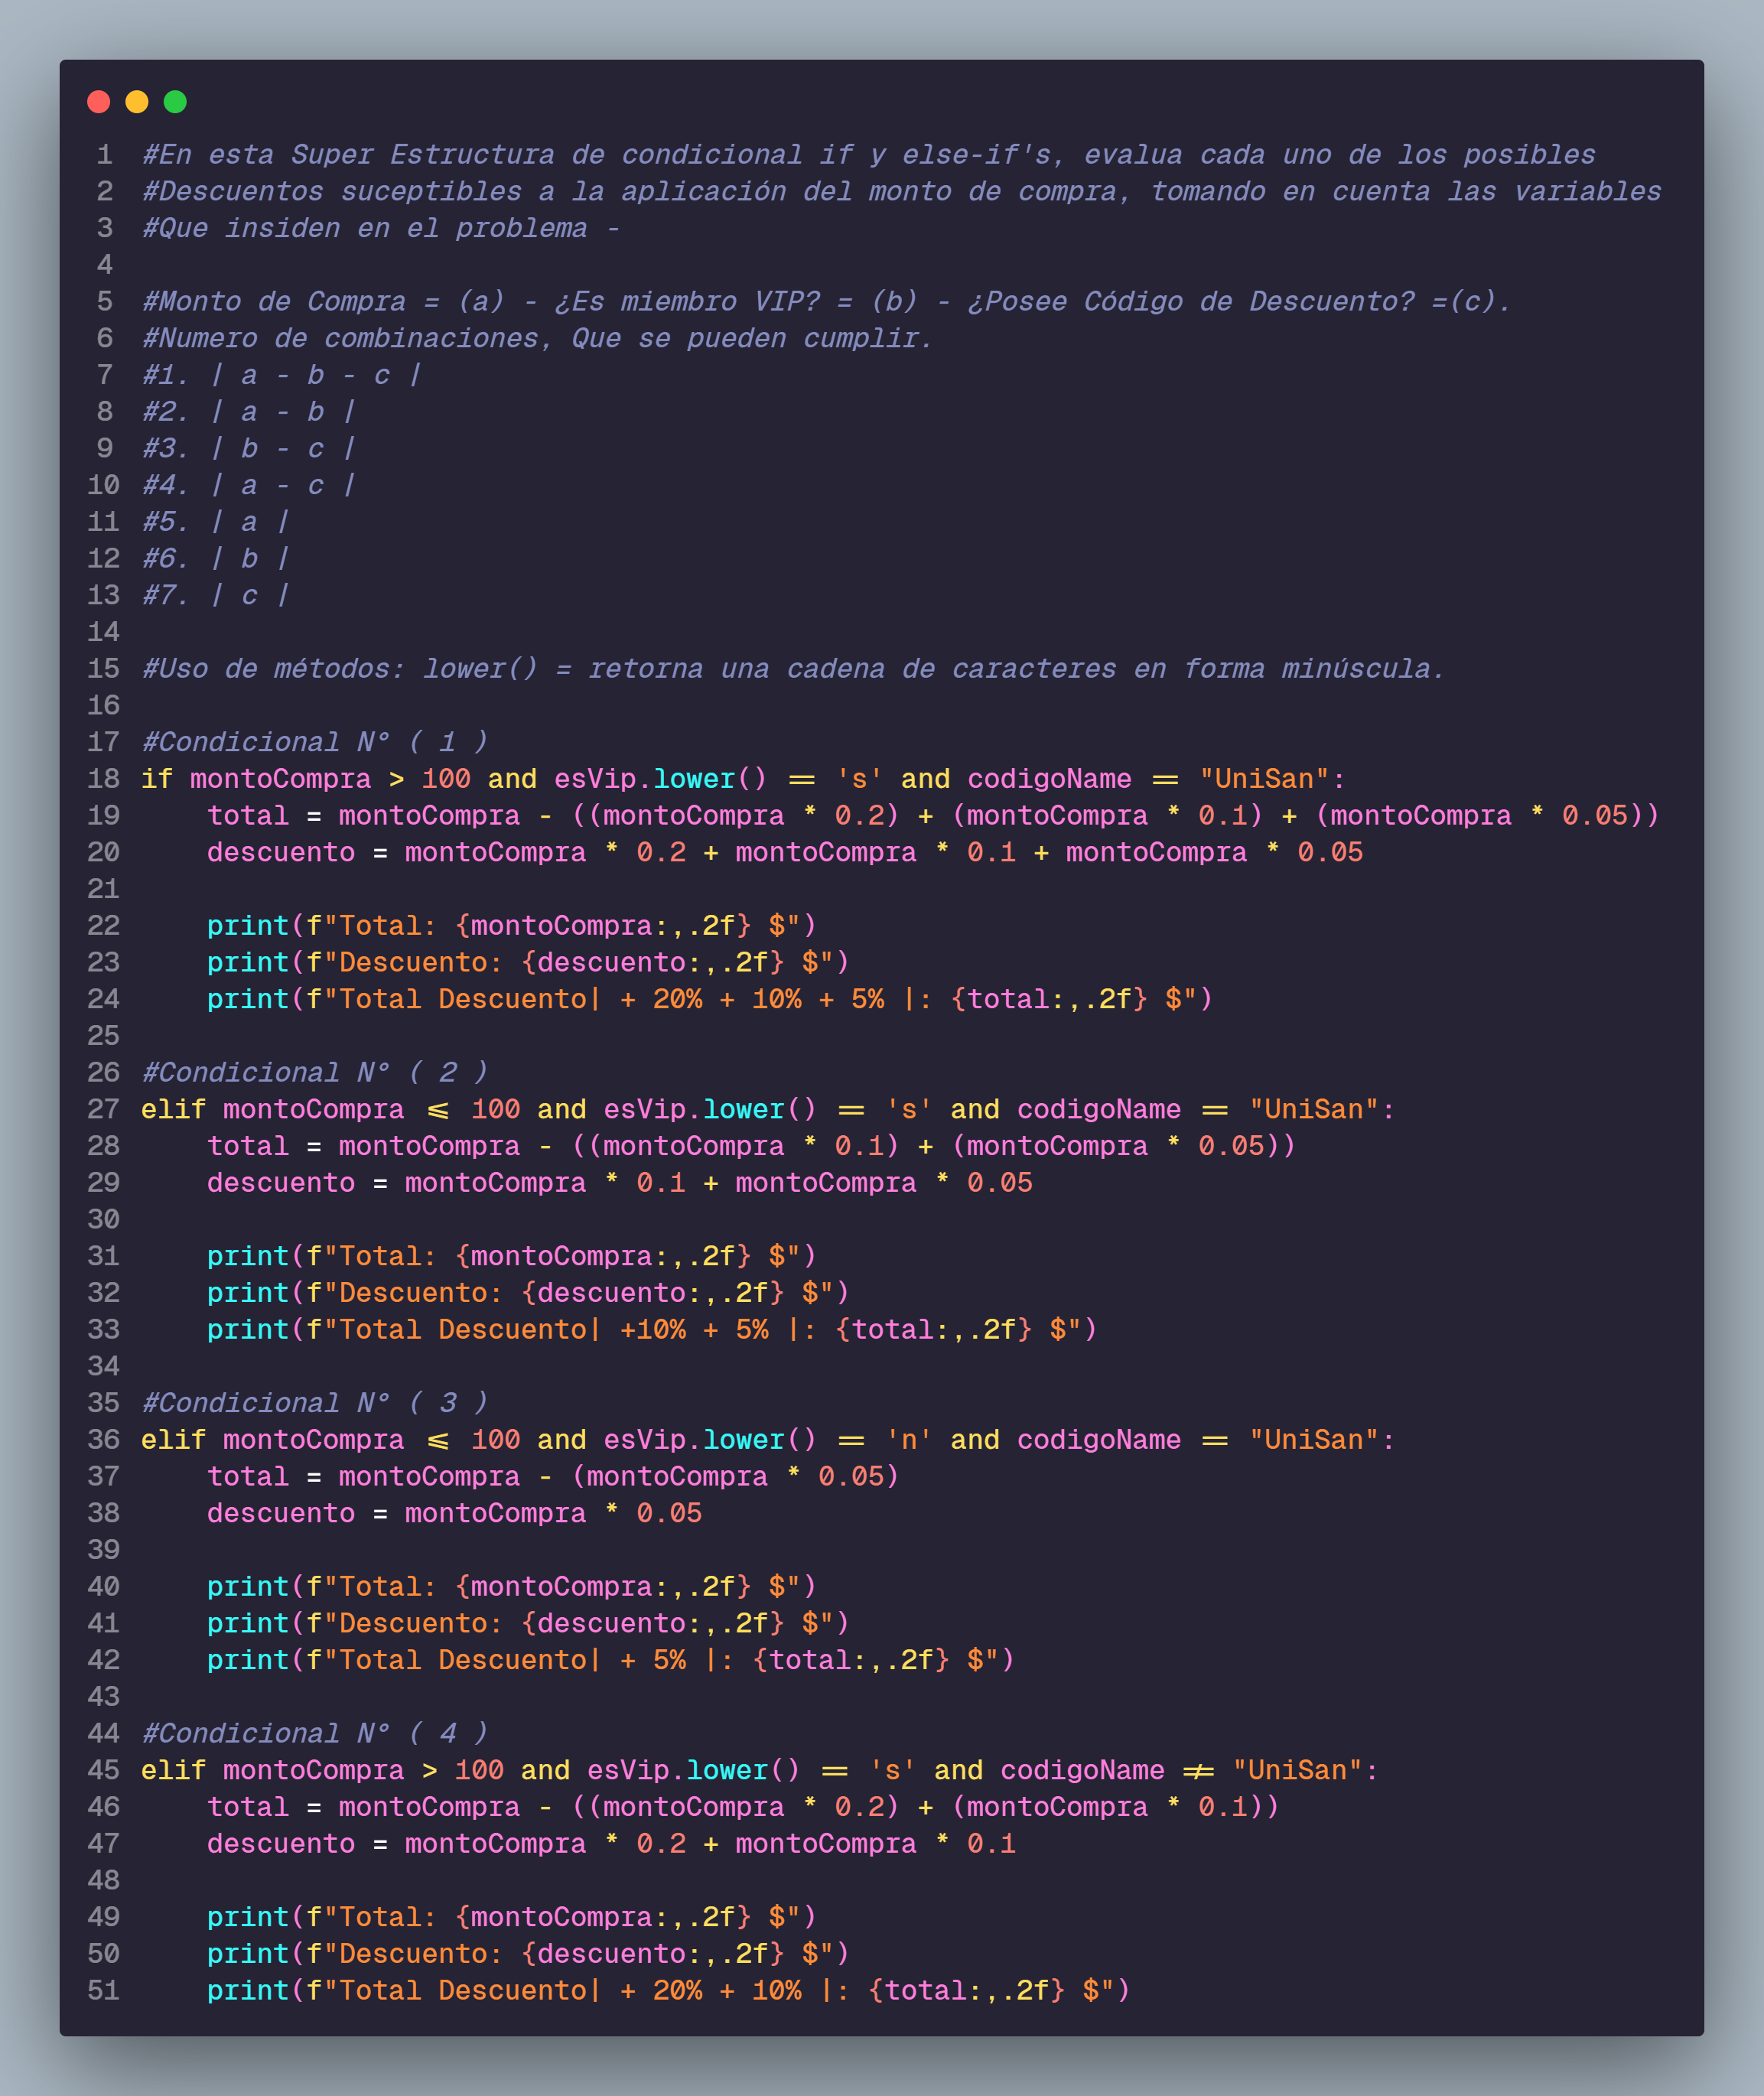 1 #En esta Super Estructura de condicional if y else-if's, evalua cada uno de los posibles
2 #Descuentos suceptibles a la aplicación del monto de compra, tomando en cuenta las variables
3 #Que insiden en el problema -
4
5 #Monto de Compra = (a) - ¿Es miembro VIP? = (b) - ¿Posee Código de Descuento? =(c).
6 #Numero de combinaciones, Que se pueden cumplir.
7 #1. | a - b - c |
8 #2. | a - b |
9 #3. | b - c |
10 #4. | a - c |
11 #5. | a |
12 #6. | b |
13 #7. | c |
14
15 #Uso de métodos: lower() = retorna una cadena de caracteres en forma minúscula.
16
17 #Condicional N° ( 1 )
18 if montoCompra > 100 and esVip.lower() == 's' and codigoName == "UniSan":
19     total = montoCompra - ((montoCompra * 0.2) + (montoCompra * 0.1) + (montoCompra * 0.05))
20     descuento = montoCompra * 0.2 + montoCompra * 0.1 + montoCompra * 0.05
21
22     print(f"Total: {montoCompra:,.2f} $")
23     print(f"Descuento: {descuento:,.2f} $")
24     print(f"Total Descuento| + 20% + 10% + 5% |: {total:,.2f} $")
25
26 #Condicional N° ( 2 )
27 elif montoCompra <= 100 and esVip.lower() == 's' and codigoName == "UniSan":
28     total = montoCompra - ((montoCompra * 0.1) + (montoCompra * 0.05))
29     descuento = montoCompra * 0.1 + montoCompra * 0.05
30
31     print(f"Total: {montoCompra:,.2f} $")
32     print(f"Descuento: {descuento:,.2f} $")
33     print(f"Total Descuento| +10% + 5% |: {total:,.2f} $")
34
35 #Condicional N° ( 3 )
36 elif montoCompra <= 100 and esVip.lower() == 'n' and codigoName == "UniSan":
37     total = montoCompra - (montoCompra * 0.05)
38     descuento = montoCompra * 0.05
39
40     print(f"Total: {montoCompra:,.2f} $")
41     print(f"Descuento: {descuento:,.2f} $")
42     print(f"Total Descuento| + 5% |: {total:,.2f} $")
43
44 #Condicional N° ( 4 )
45 elif montoCompra > 100 and esVip.lower() == 's' and codigoName != "UniSan":
46     total = montoCompra - ((montoCompra * 0.2) + (montoCompra * 0.1))
47     descuento = montoCompra * 0.2 + montoCompra * 0.1
48
49     print(f"Total: {montoCompra:,.2f} $")
50     print(f"Descuento: {descuento:,.2f} $")
51     print(f"Total Descuento| + 20% + 10% |: {total:,.2f} $")